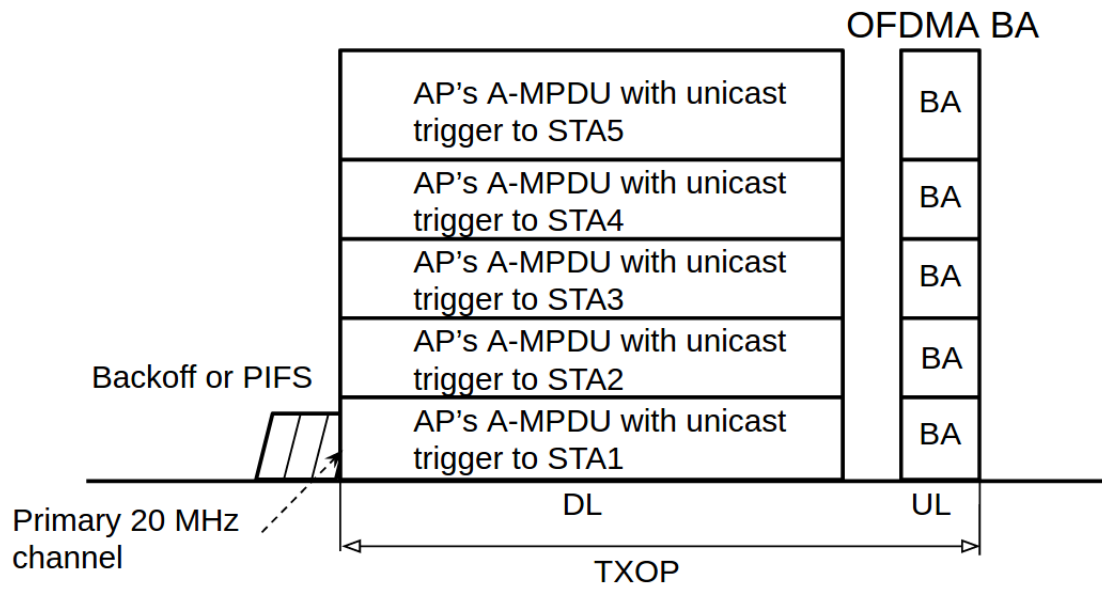 OFDMA BA
AP's A-MPDU with unicast
trigger to STA5
BA
AP's A-MPDU with unicast
trigger to STA4
BA
AP's A-MPDU with unicast
trigger to STA3
BA
AP's A-MPDU with unicast
trigger to STA2
BA
Backoff or PIFS
AP's A-MPDU with unicast
trigger to STA1
BA
Primary 20 MHz
channel
DL
UL
TXOP